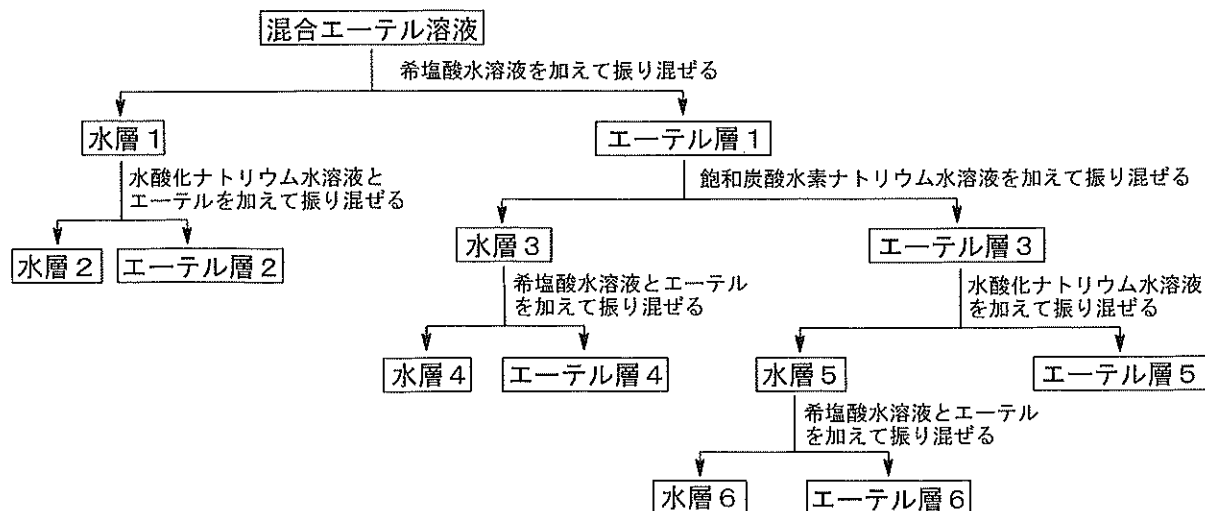 混合エーテル溶液
希塩酸水溶液を加えて振り混ぜる
水層1
エーテル層1
水酸化ナトリウム水溶液と
エーテルを加えて振り混ぜる
飽和炭酸水素ナトリウム水溶液を加えて振り混ぜる
水層2
エーテル層2
水層3
エーテル層3
希塩酸水溶液とエーテル
を加えて振り混ぜる
水酸化ナトリウム水溶液
を加えて振り混ぜる
水層4
エーテル層4
水層5
エーテル層5
希塩酸水溶液とエーテル
を加えて振り混ぜる
水層6
エーテル層6